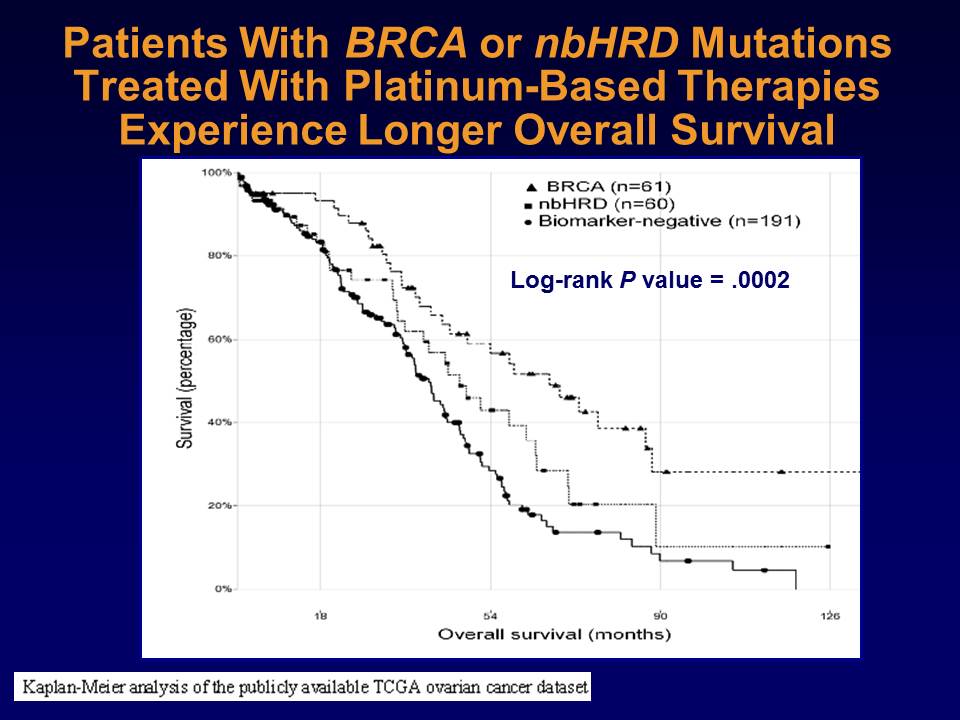 Patients With BRCA or nbHRD Mutations
Treated With Platinum-Based Therapies
Experience Longer Overall Survival
100%
80%
60%
40%
20%
0%
Survival (percentage)
BRCA (n=61)
nbHRD (n=60)
Biomarker-negative (n=191)
Log-rank P value = .0002
18
54
90
126
Overall survival (months)
Kaplan-Meier analysis of the publicly available TCGA ovarian cancer dataset